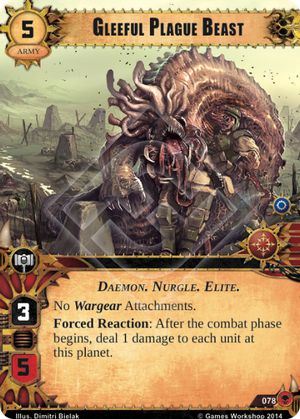 5
ARMY
Gleeful Plague Beast
Daemon. Nurgle. Elite.
3
No Wargear Attachments.
Forced Reaction: After the combat phase
begins, deal 1 damage to each unit at
this planet.
5
078
Illus. Dimitri Bielak
© Games Workshop 2014